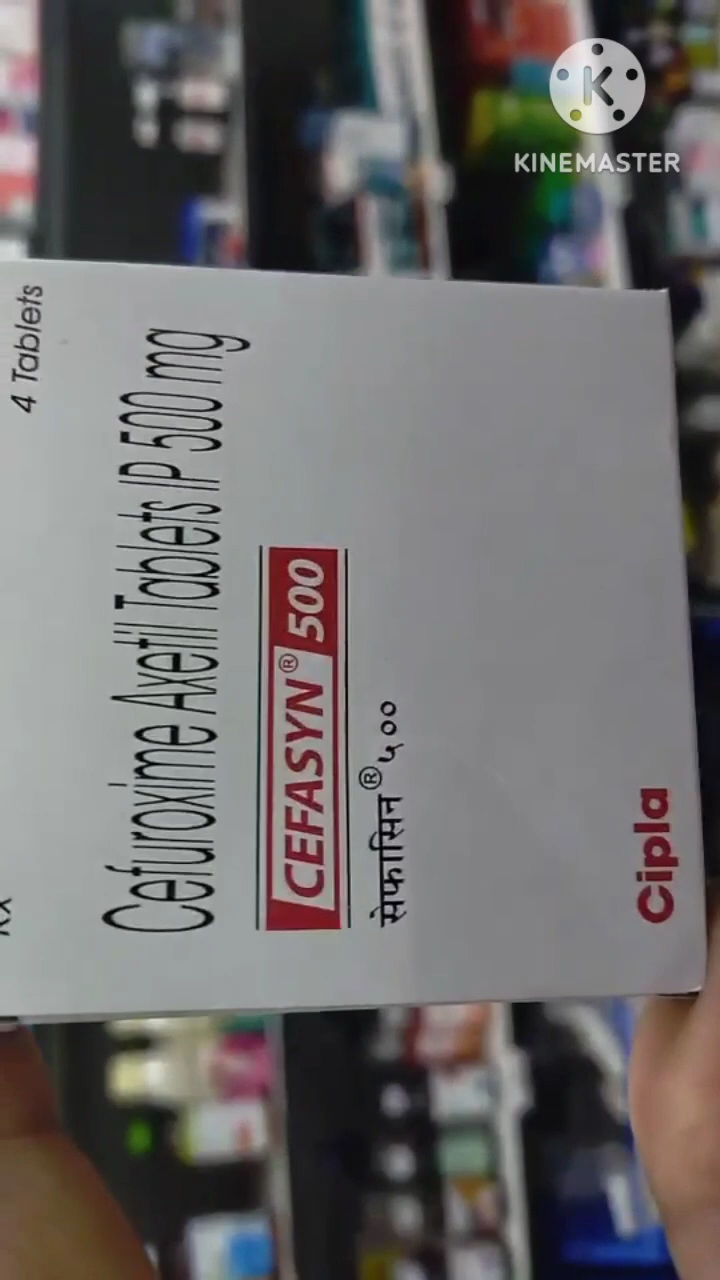 KINEMASTER
4 Tablets
Cefuroxime Axetil Tablets IP 500 mg
CEFASYN® 500
सेफासिन® ५००
Cipla